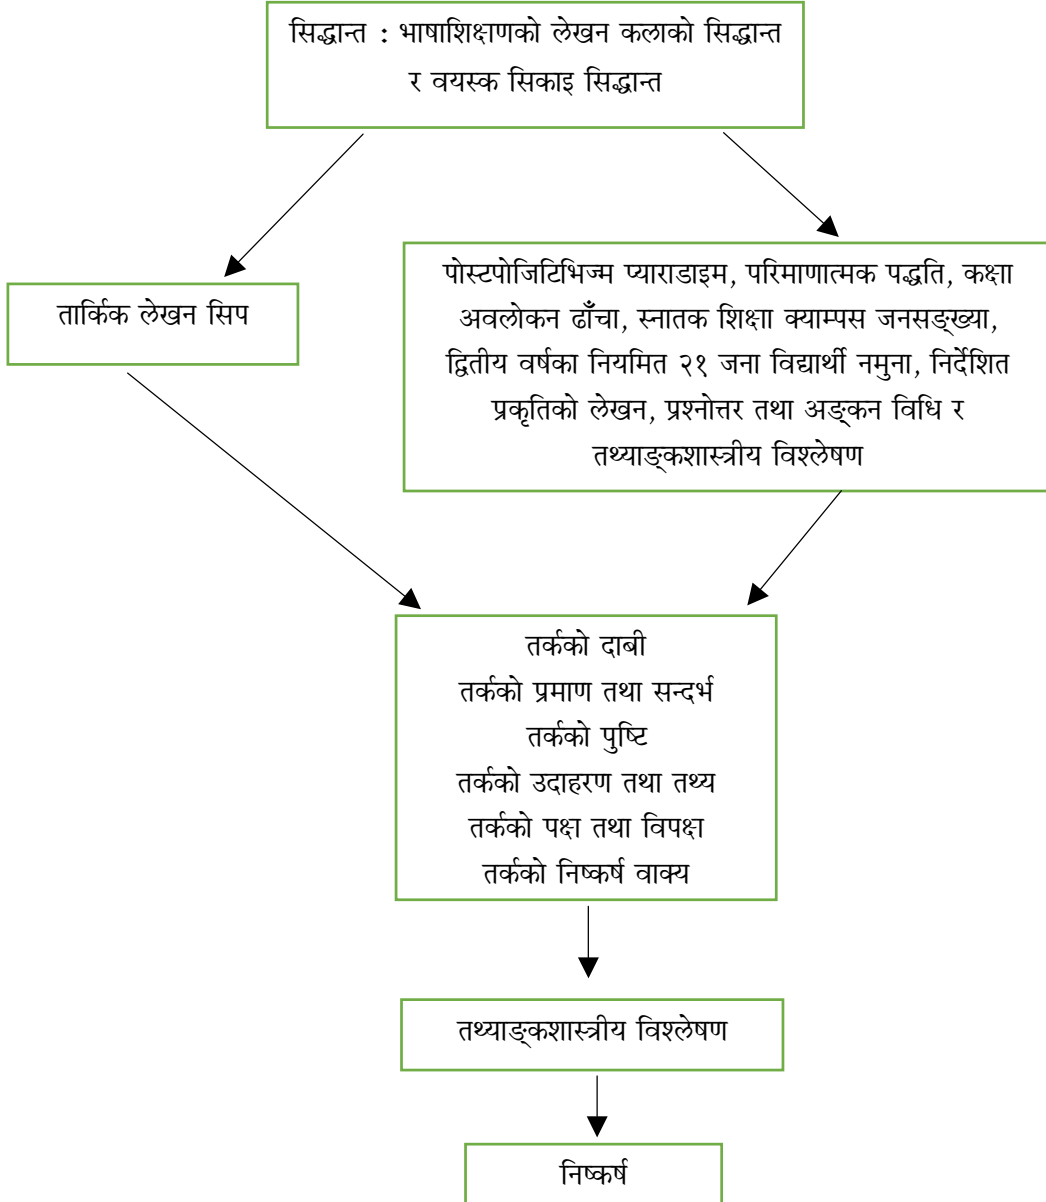 सिद्धान्त : भाषाशिक्षणको लेखन कलाको सिद्धान्त
र वयस्क सिकाइ सिद्धान्त
तार्किक लेखन सिप
पोस्टपोजिटिभिज्म प्याराडाइम, परिमाणात्मक पद्धति, कक्षा
अवलोकन ढाँचा, स्नातक शिक्षा क्याम्पस जनसङ्ख्या,
द्वितीय वर्षका नियमित २१ जना विद्यार्थी नमुना, निर्देशित
प्रकृतिको लेखन, प्रश्नोत्तर तथा अङ्कन विधि र
तथ्याङ्कशास्त्रीय विश्लेषण
तर्कको दाबी
तर्कको प्रमाण तथा सन्दर्भ
तर्कको पुष्टि
तर्कको उदाहरण तथा तथ्य
तर्कको पक्ष तथा विपक्ष
तर्कको निष्कर्ष वाक्य
तथ्याङ्कशास्त्रीय विश्लेषण
निष्कर्ष